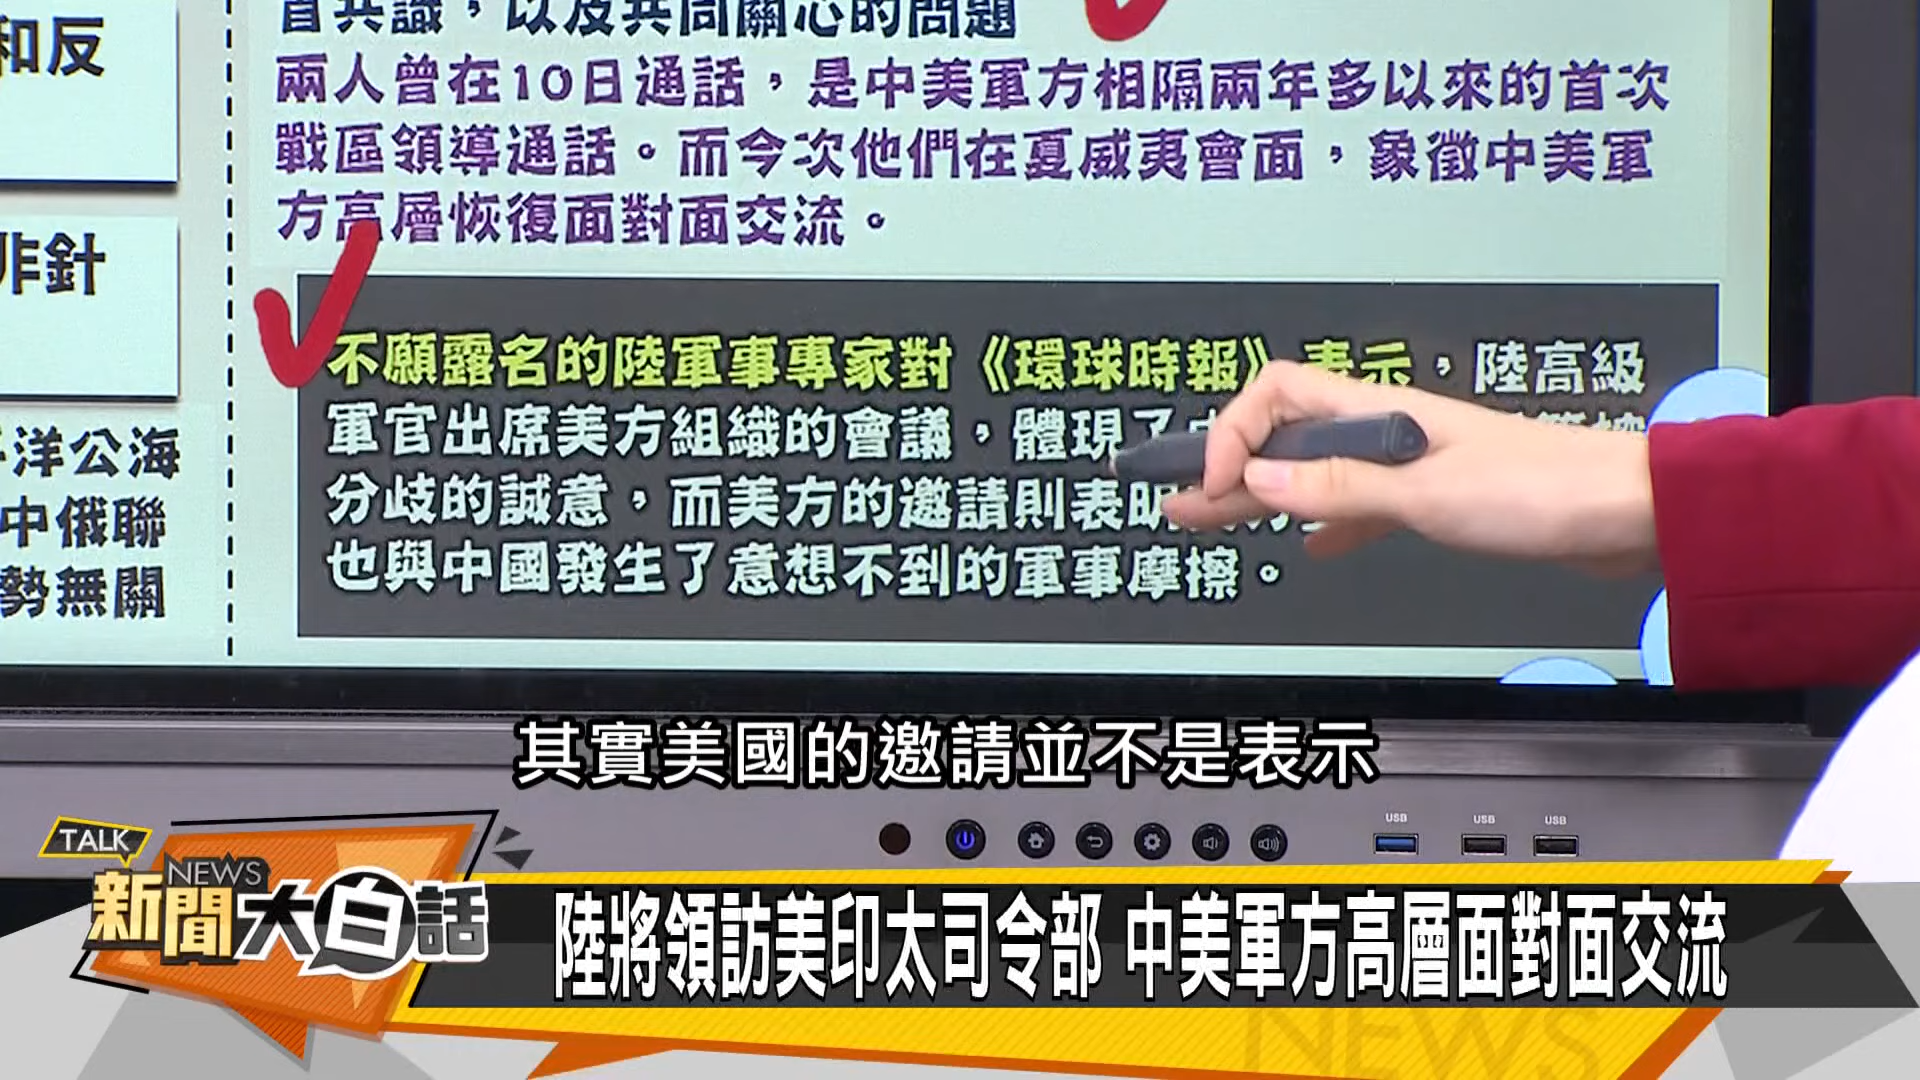 和反
非針
洋公海
中俄聯
勢無關
首共識，以及共同關心的問題
兩人曾在10日通話，是中美軍方相隔兩年多以來的首次
戰區領導通話。而今次他們在夏威夷會面，象徵中美軍
方高層恢復面對面交流。
不願露名的陸軍事專家對《環球時報》表示，陸高級
軍官出席美方組織的會議，體現了
分歧的誠意，而美方的邀請則表明
也與中國發生了意想不到的軍事摩擦。
其實美國的邀請並不是表示
USB
USB
USB
TALK
NEWS
新聞大白話
陸將領訪美印太司令部 中美軍方高層面對面交流
NEWS